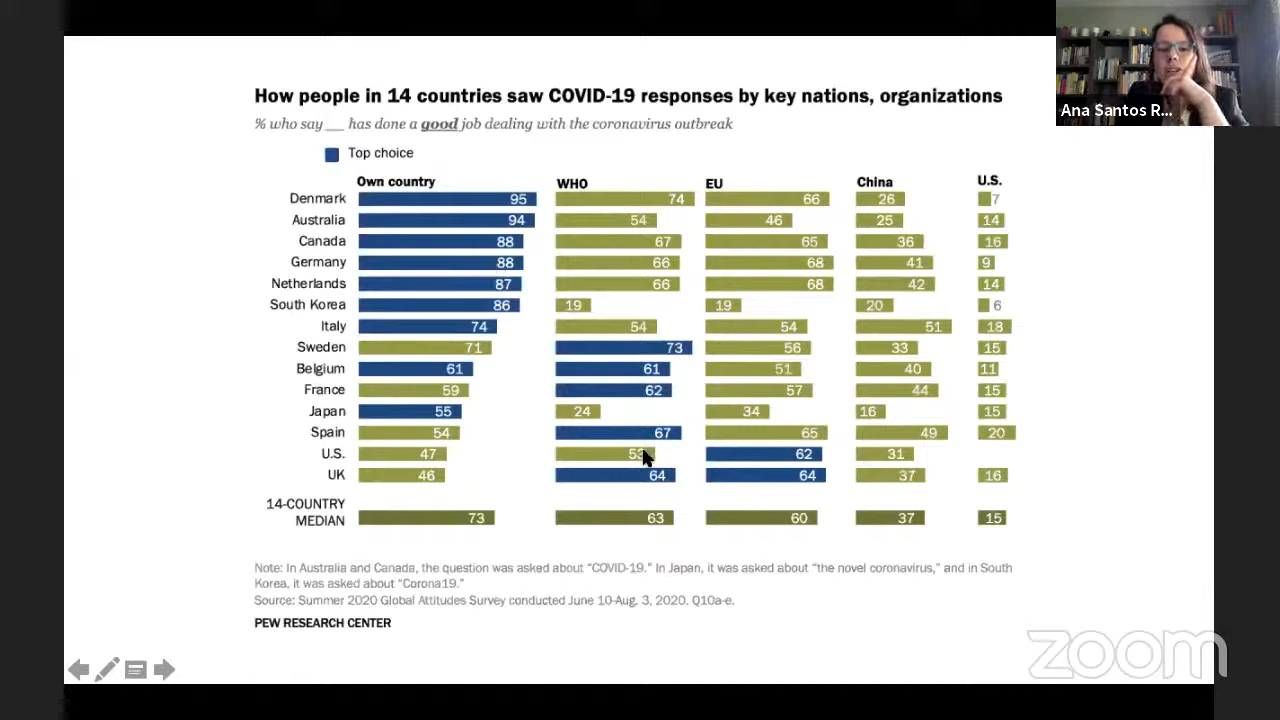 Ana Santos R...
How people in 14 countries saw COVID-19 responses by key nations, organizations
% who say __ has done a good job dealing with the coronavirus outbreak
Top choice
Own country WHO EU China U.S.
Denmark 95 74 66 26 7
Australia 94 54 46 25 14
Canada 88 67 65 36 16
Germany 88 66 68 41 9
Netherlands 87 66 68 42 14
South Korea 86 19 19 20 6
Italy 74 54 54 51 18
Sweden 71 73 56 33 15
Belgium 61 61 51 40 11
France 59 62 57 44 15
Japan 55 24 34 16 15
Spain 54 67 65 49 20
U.S. 47 62 31
UK 46 64 64 37 16
14-COUNTRY
MEDIAN 73 63 60 37 15
Note: In Australia and Canada, the question was asked about “COVID-19.” In Japan, it was asked about “the novel coronavirus,” and in South
Korea, it was asked about “Corona19.”
Source: Summer 2020 Global Attitudes Survey conducted June 10-Aug. 3, 2020. Q10a-e.
PEW RESEARCH CENTER
zoom